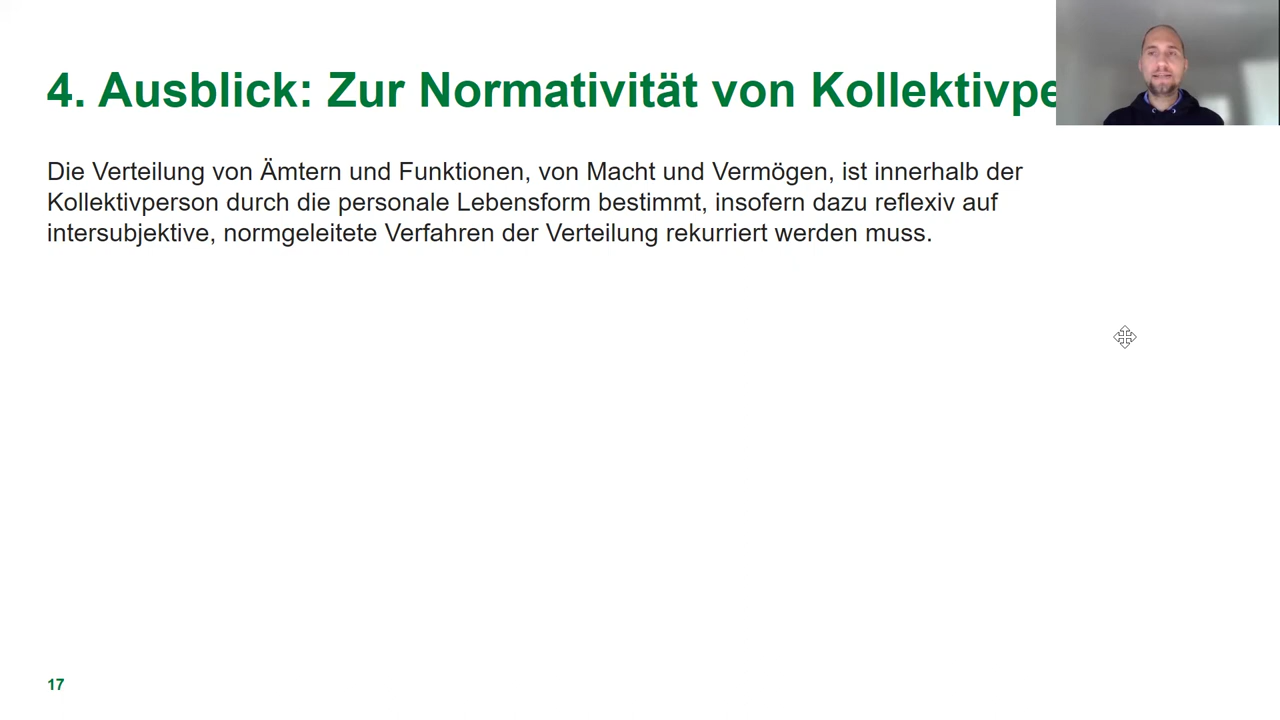 4. Ausblick: Zur Normativität von Kollektivpe
Die Verteilung von Ämtern und Funktionen, von Macht und Vermögen, ist innerhalb der
Kollektivperson durch die personale Lebensform bestimmt, insofern dazu reflexiv auf
intersubjektive, normgeleitete Verfahren der Verteilung rekurriert werden muss.
17